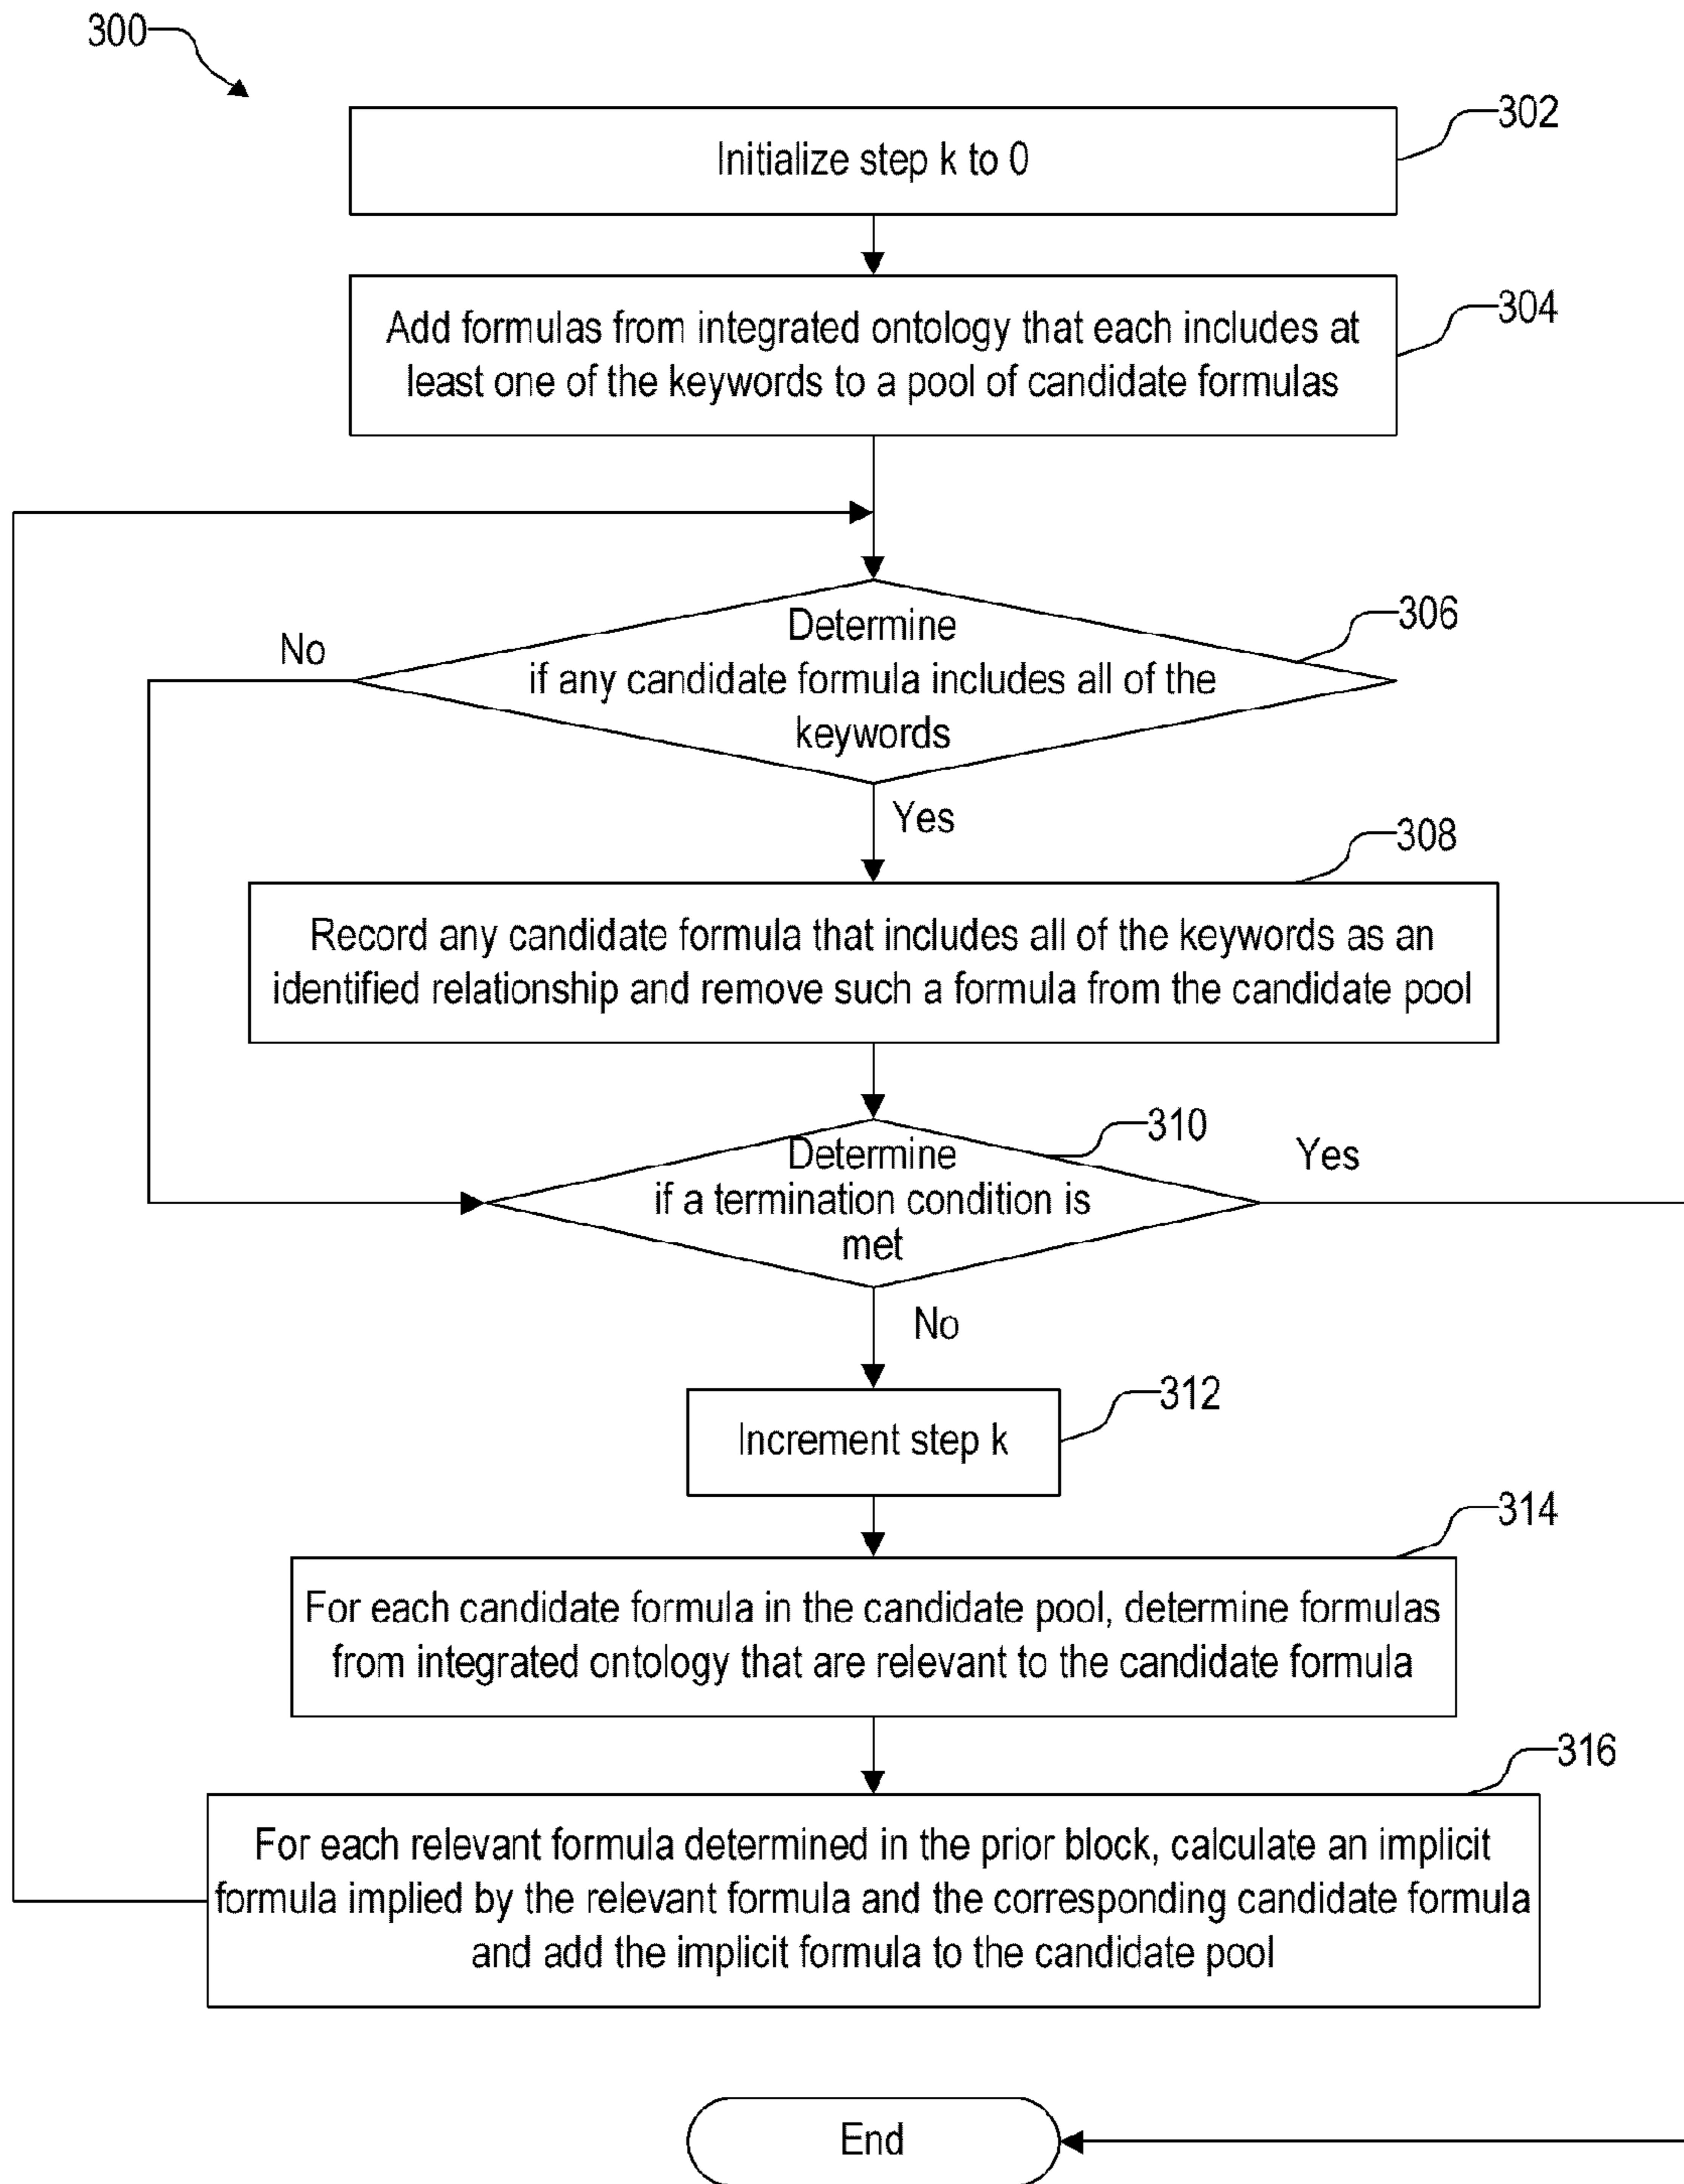 300
302
Initialize step k to 0
304
Add formulas from integrated ontology that each includes at
least one of the keywords to a pool of candidate formulas
306
Determine
if any candidate formula includes all of the
keywords
No
Yes
308
Record any candidate formula that includes all of the keywords as an
identified relationship and remove such a formula from the candidate pool
310
Determine
if a termination condition is
met
Yes
No
312
Increment step k
314
For each candidate formula in the candidate pool, determine formulas
from integrated ontology that are relevant to the candidate formula
316
For each relevant formula determined in the prior block, calculate an implicit
formula implied by the relevant formula and the corresponding candidate formula
and add the implicit formula to the candidate pool
End